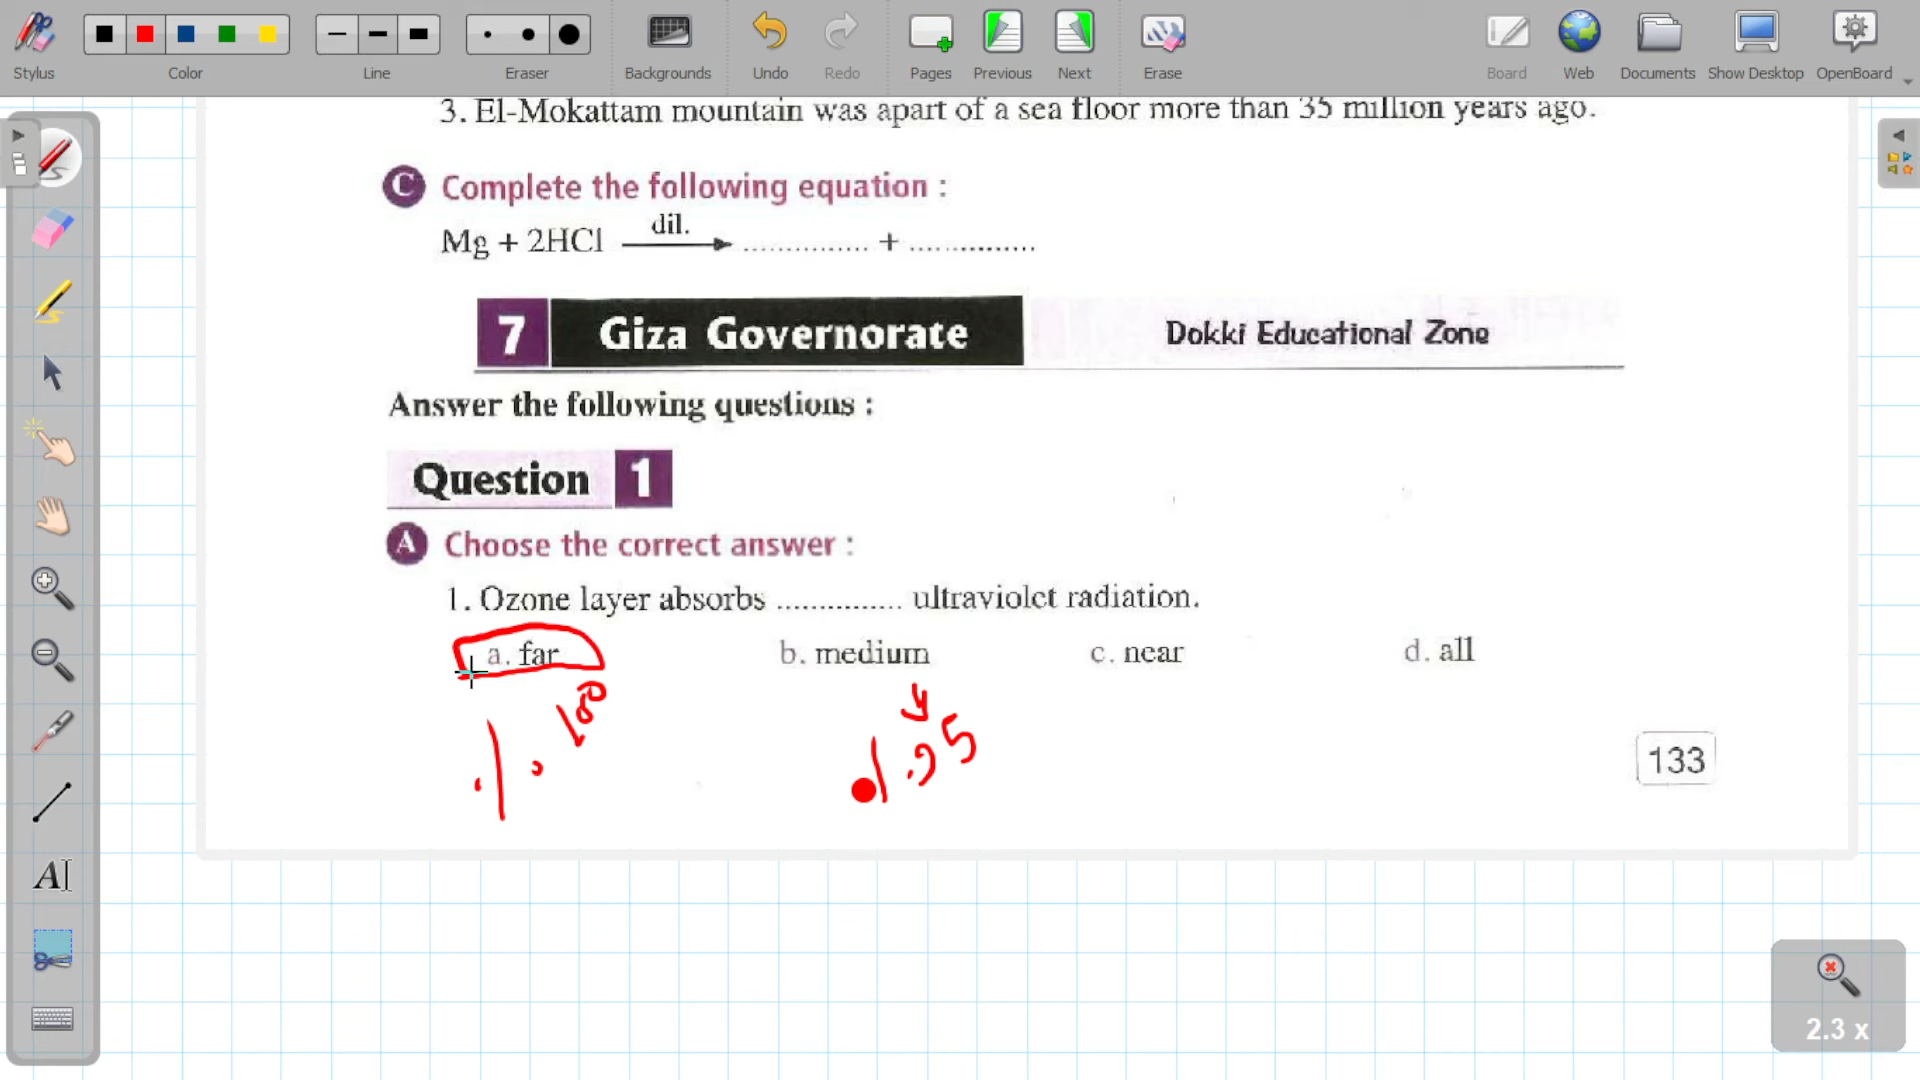 Stylus
Color
Line
Eraser
Backgrounds
Undo
Redo
Pages
Previous
Next
Erase
Board
Web
Documents
Show Desktop
OpenBoard
3. El-Mokattam mountain was apart of a sea floor more than 35 million years ago.
C Complete the following equation :
Mg + 2HCl dil. ............... + ...............
7 Giza Governorate Dokki Educational Zone
Answer the following questions :
Question 1
A Choose the correct answer :
1. Ozone layer absorbs ............... ultraviolet radiation.
a. far b. medium c. near d. all
% 100
% 95
133
AI
2.3 x